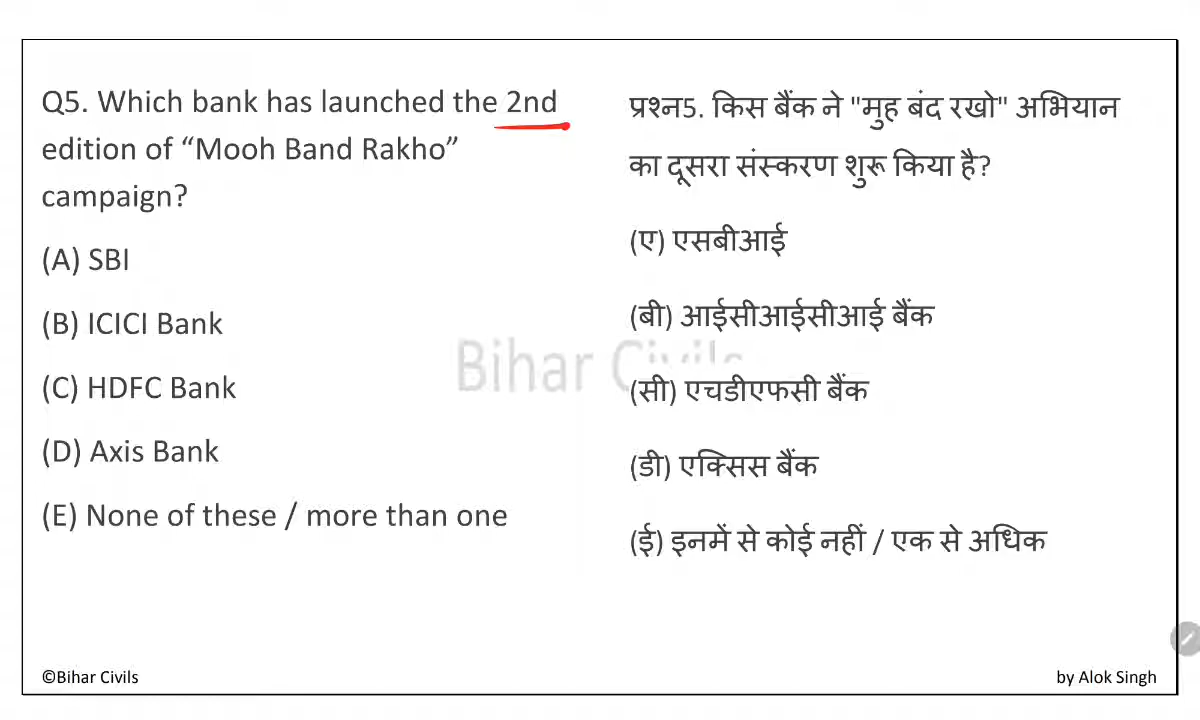 Q5. Which bank has launched the 2nd
edition of “Mooh Band Rakho”
campaign?
(A) SBI
(B) ICICI Bank
(C) HDFC Bank
(D) Axis Bank
(E) None of these / more than one
प्रश्न5. किस बैंक ने "मुह बंद रखो" अभियान
का दूसरा संस्करण शुरू किया है?
(ए) एसबीआई
(बी) आईसीआईसीआई बैंक
(सी) एचडीएफसी बैंक
(डी) एक्सिस बैंक
(ई) इनमें से कोई नहीं / एक से अधिक
Bihar Civils
©Bihar Civils
by Alok Singh